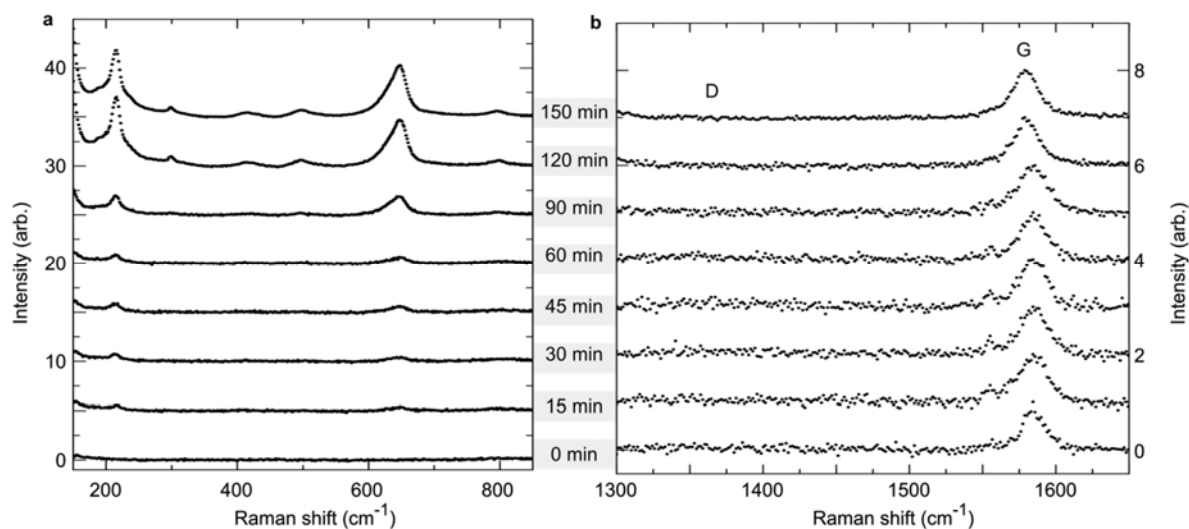 a
b
40
30
20
10
0
Intensity (arb.)
200
400
600
800
Raman shift (cm⁻¹)
150 min
120 min
90 min
60 min
45 min
30 min
15 min
0 min
D
G
8
6
4
2
0
Intensity (arb.)
1300
1400
1500
1600
Raman shift (cm⁻¹)